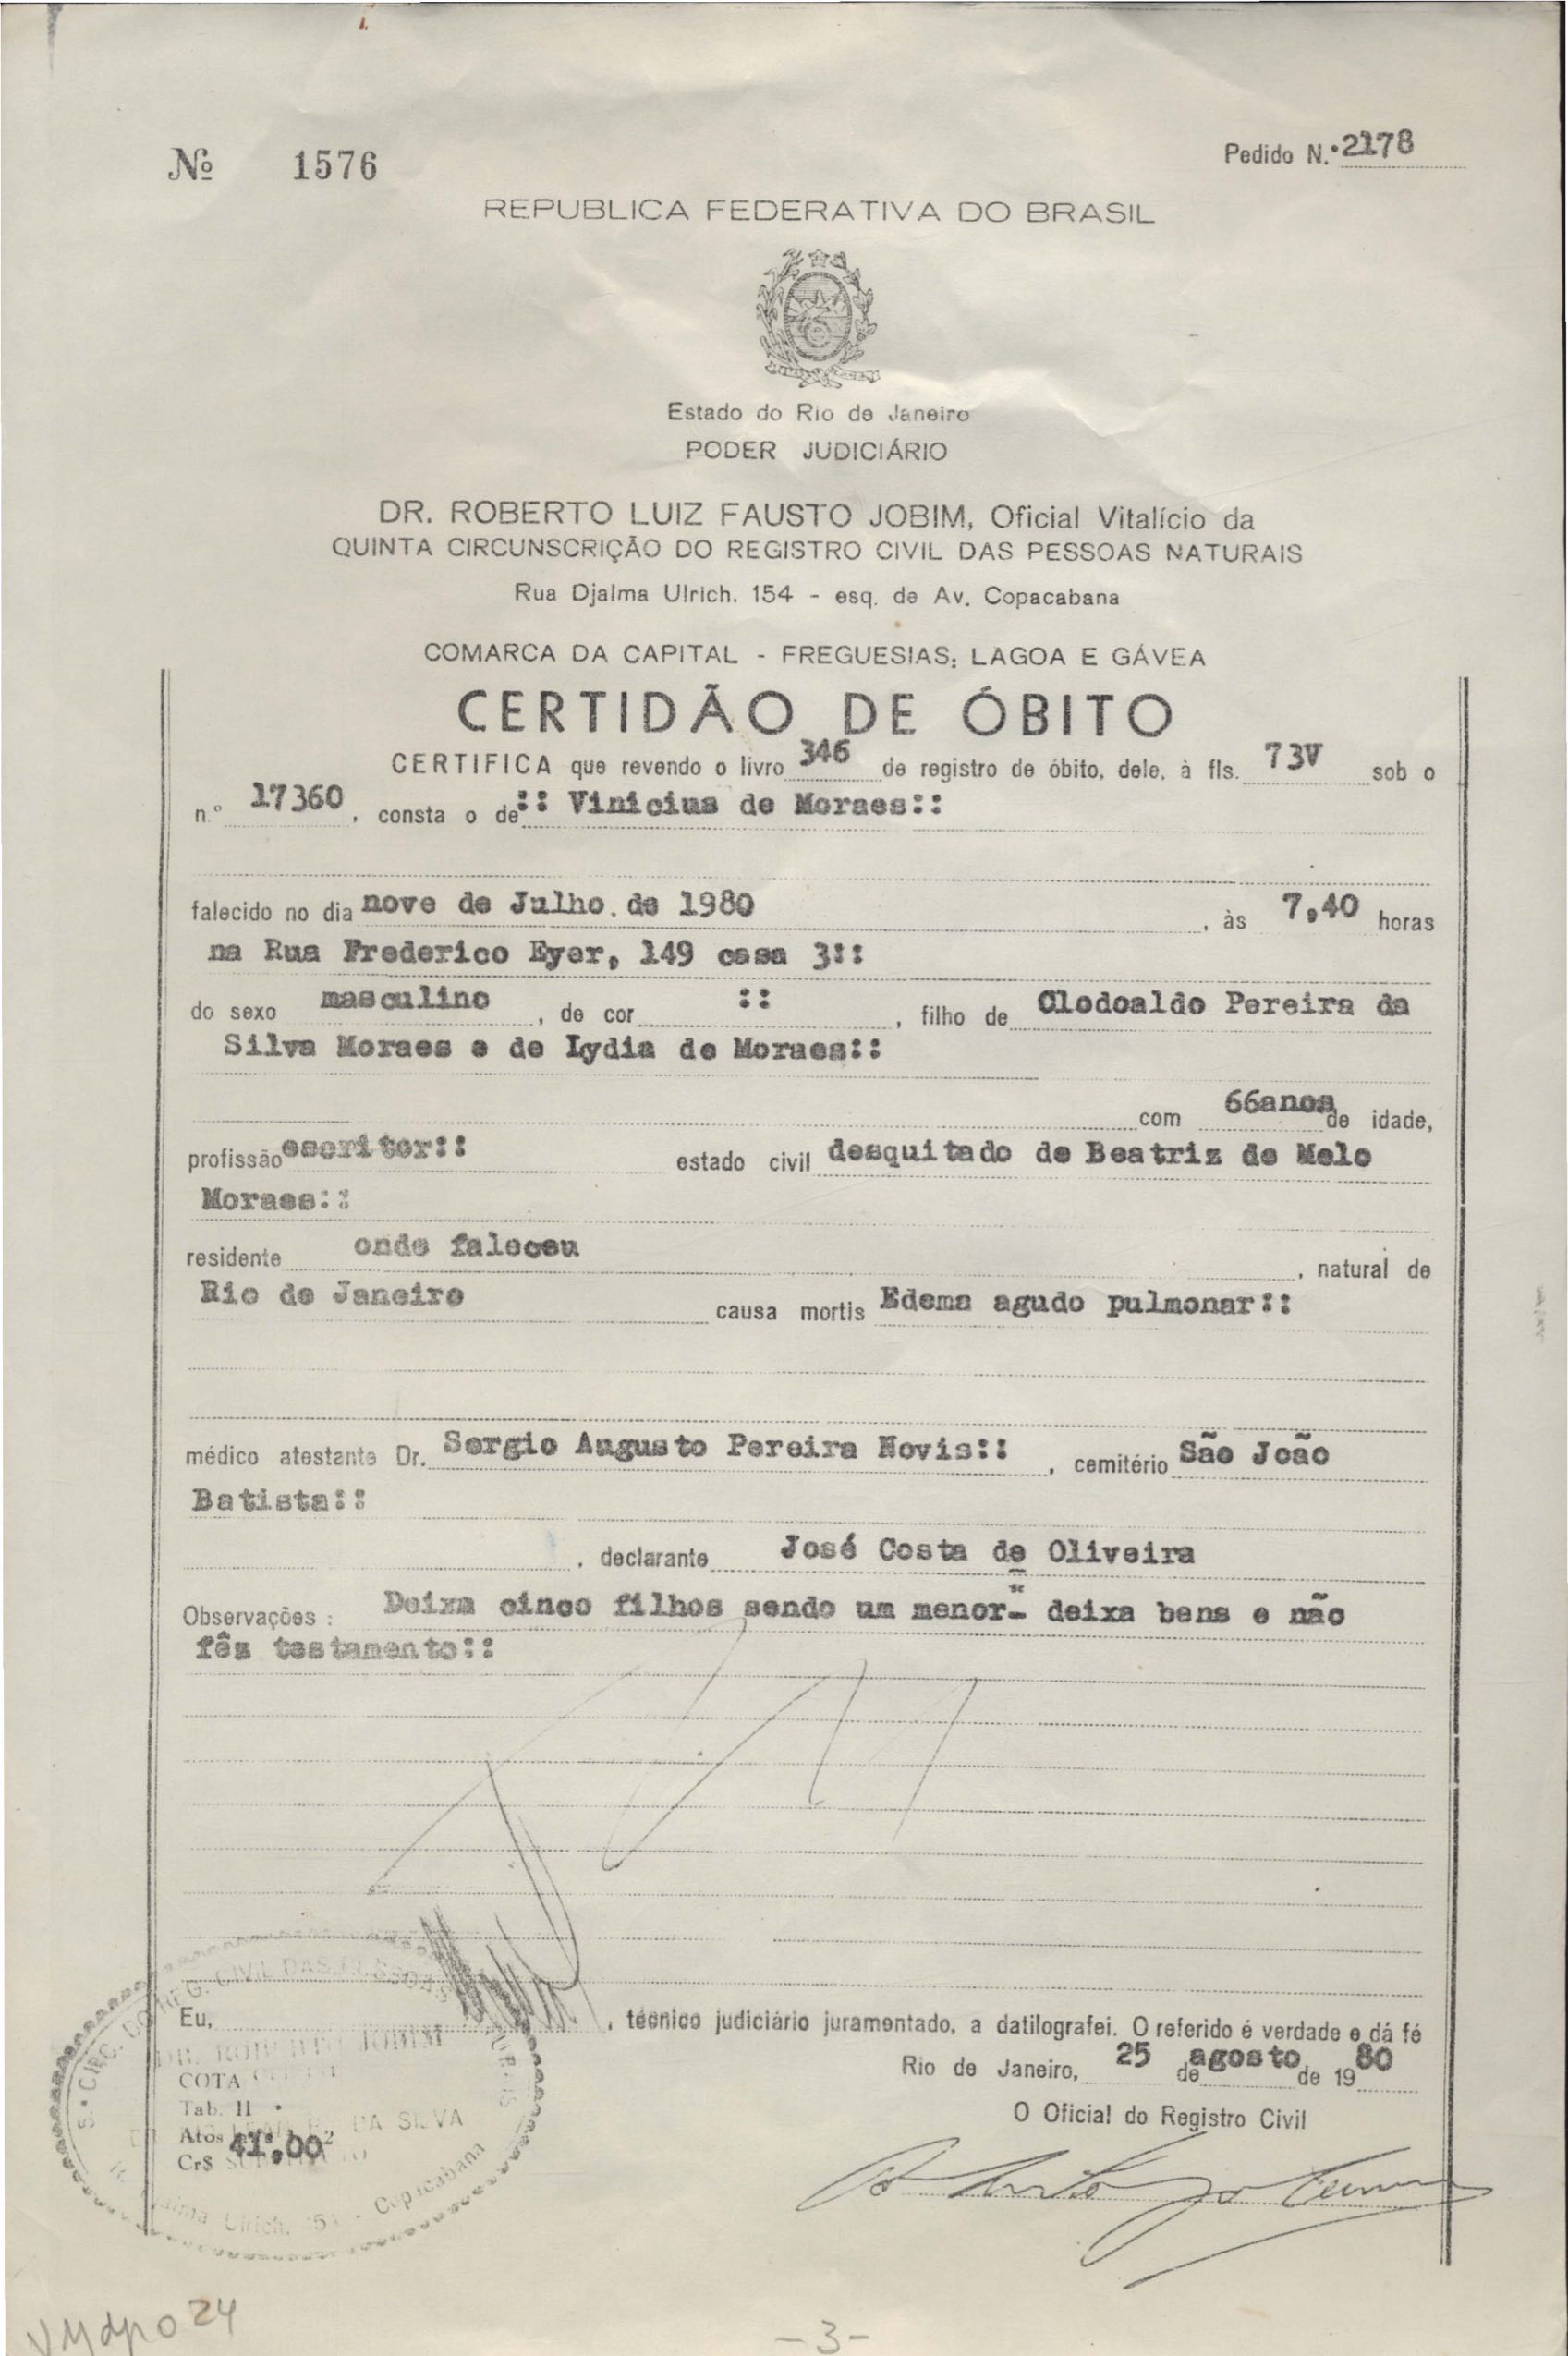 Nº 1576
Pedido N.º 2178
REPUBLICA FEDERATIVA DO BRASIL
Estado do Rio de Janeiro
PODER JUDICIÁRIO
DR. ROBERTO LUIZ FAUSTO JOBIM, Oficial Vitalício da
QUINTA CIRCUNSCRIÇÃO DO REGISTRO CIVIL DAS PESSOAS NATURAIS
Rua Djalma Ulrich. 154 - esq. de Av. Copacabana
COMARCA DA CAPITAL - FREGUESIAS: LAGOA E GÁVEA
CERTIDÃO DE ÓBITO
CERTIFICA que revendo o livro 346 de registro de óbito, dele, à fls. 73V sob o
n.º 17360, consta o de:: Vinicius de Moraes::
falecido no dia nove de Julho. de 1980, às 7,40 horas
na Rua Frederico Eyer, 149 casa 3::
do sexo masculino, de cor ::, filho de Clodoaldo Pereira da
Silva Moraes e de Lydia de Moraes::
com 66anos de idade,
profissão escritor:: estado civil desquitado de Beatriz de Melo
Moraes::
residente onde faleceu, natural de
Rio de Janeiro causa mortis Edema agudo pulmonar::
médico atestante Dr. Sergio Augusto Pereira Novis::, cemitério São João
Batista::
, declarante José Costa de Oliveira
Observações: Deixa cinco filhos sendo um menor- deixa bens e não
fêz testamento::
Eu, , técnico judiciário juramentado, a datilografei. O referido é verdade e dá fé
Rio de Janeiro, 25 de agosto de 1980
O Oficial do Registro Civil
COTA
Tab. II
Atos
Cr$ 41,00
DA SILVA
Ulrich. Copacabana
24
-3-